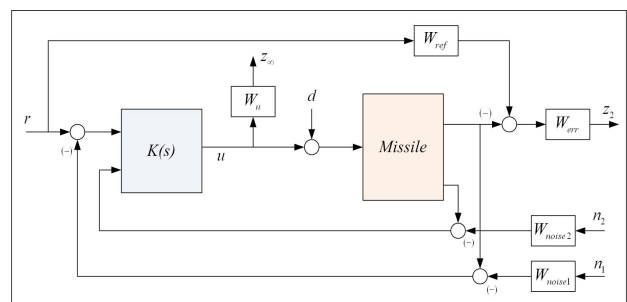 W_ref
z_∞
r
W_u
d
(-)
W_err
z_2
(-)
K(s)
u
Missile
(-)
W_noise2
n_2
(-)
W_noise1
n_1